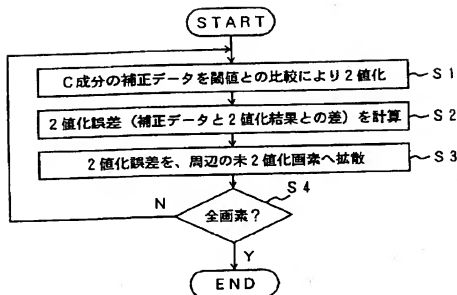 START
C成分の補正データを閾値との比較により2値化
S1
2値化誤差(補正データと2値化結果との差)を計算
S2
2値化誤差を、周辺の未2値化画素へ拡散
S3
S4
N
全画素?
Y
END